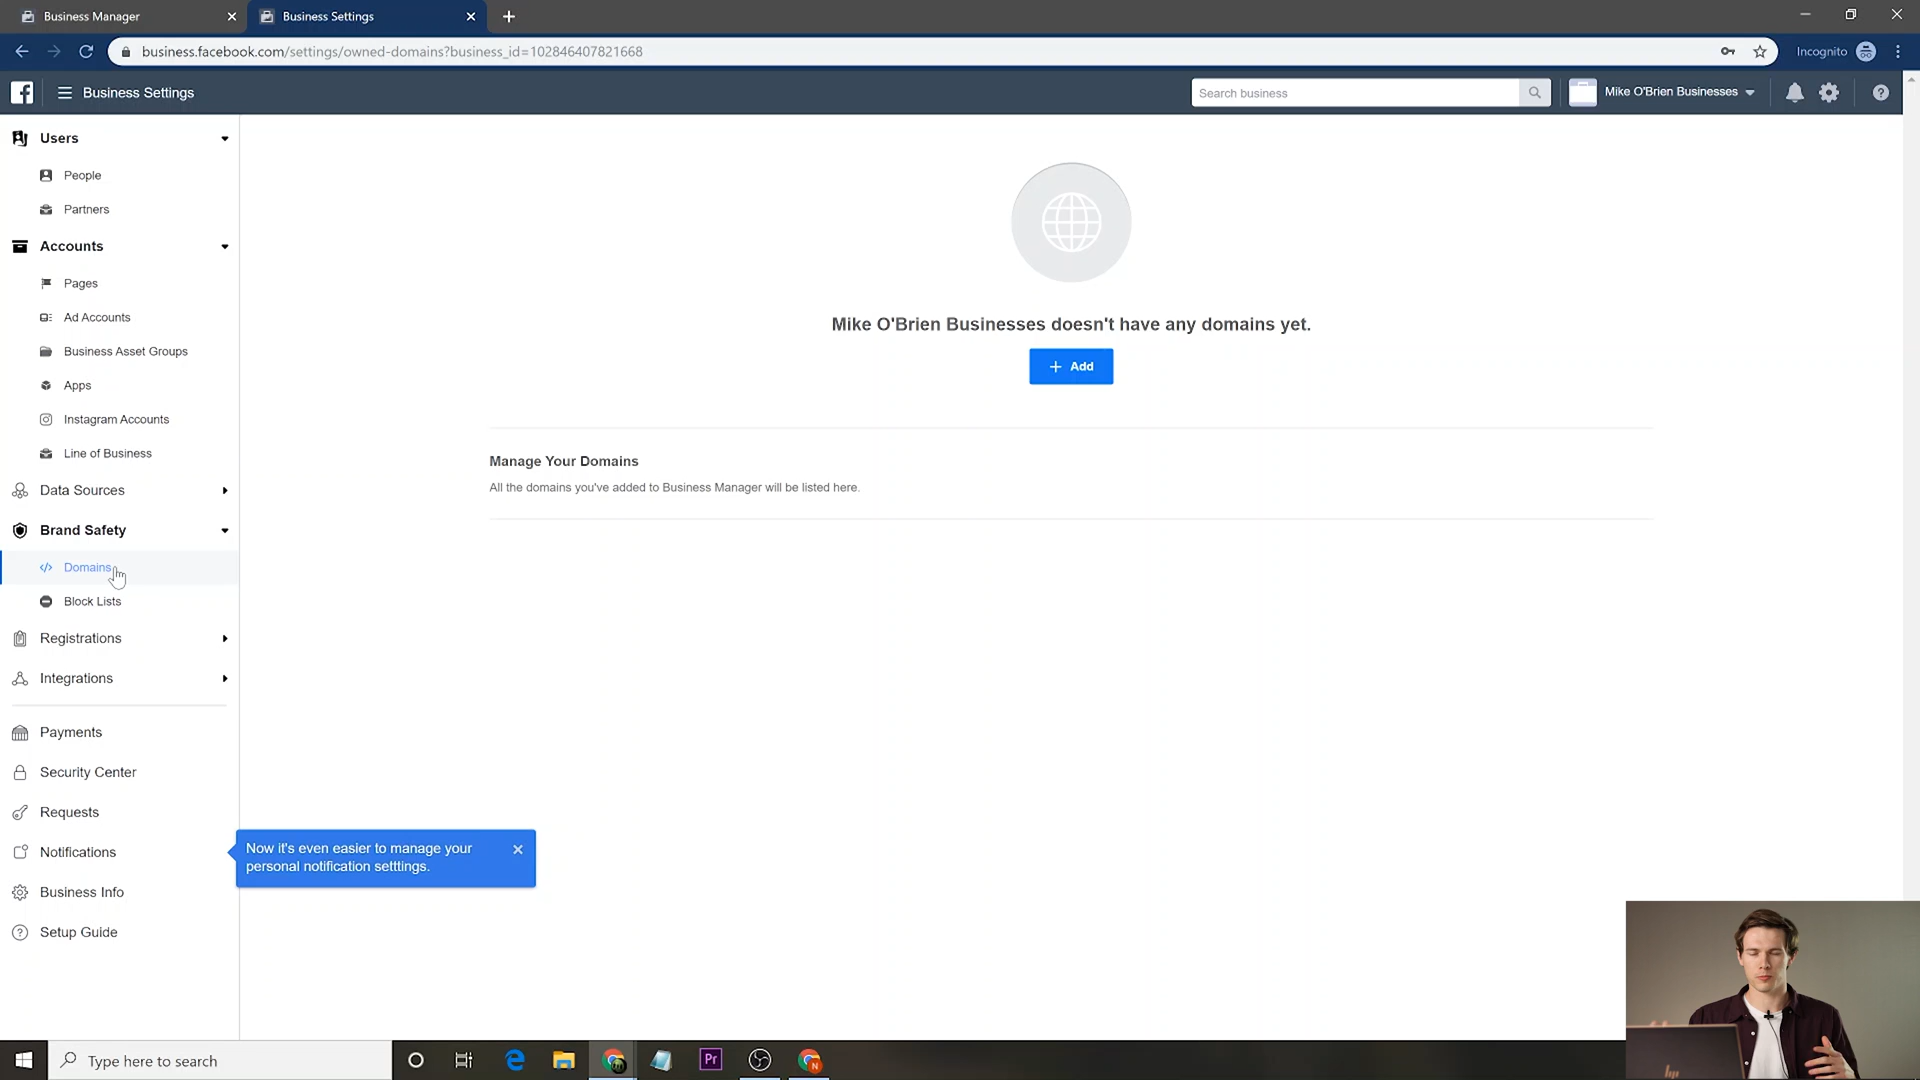 Business Manager
Business Settings
business.facebook.com/settings/owned-domains?business_id=102846407821668
Incognito
Business Settings
Search business
Mike O'Brien Businesses
Users
People
Partners
Accounts
Pages
Ad Accounts
Business Asset Groups
Apps
Instagram Accounts
Line of Business
Data Sources
Brand Safety
Domains
Block Lists
Registrations
Integrations
Payments
Security Center
Requests
Notifications
Business Info
Setup Guide
Mike O'Brien Businesses doesn't have any domains yet.
+ Add
Manage Your Domains
All the domains you've added to Business Manager will be listed here.
Now it's even easier to manage your
personal notification setttings.
Type here to search
Pr
N
hp